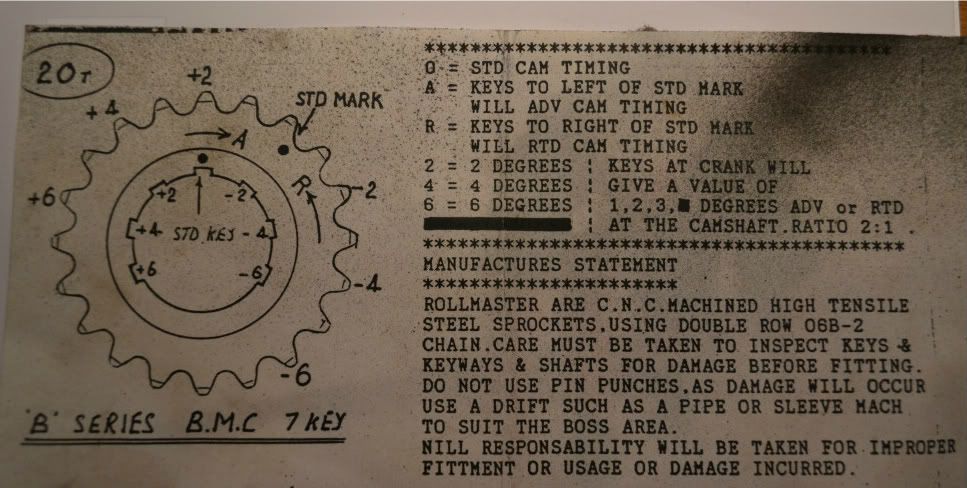 20T
+2
STD MARK
+4
A
+6
R
-2
+2
-2
+4
STD KEY
-4
+6
-6
-4
-6
'B' SERIES B.M.C 7 KEY
*****************************************
O = STD CAM TIMING
A = KEYS TO LEFT OF STD MARK
WILL ADV CAM TIMING
R = KEYS TO RIGHT OF STD MARK
WILL RTD CAM TIMING
2 = 2 DEGREES ¦ KEYS AT CRANK WILL
4 = 4 DEGREES ¦ GIVE A VALUE OF
6 = 6 DEGREES ¦ 1,2,3, DEGREES ADV or RTD
¦ AT THE CAMSHAFT.RATIO 2:1 .
******************************************
MANUFACTURES STATEMENT
**********************
ROLLMASTER ARE C.N.C.MACHINED HIGH TENSILE
STEEL SPROCKETS.USING DOUBLE ROW 06B-2
CHAIN.CARE MUST BE TAKEN TO INSPECT KEYS &
KEYWAYS & SHAFTS FOR DAMAGE BEFORE FITTING.
DO NOT USE PIN PUNCHES.AS DAMAGE WILL OCCUR
USE A DRIFT SUCH AS A PIPE OR SLEEVE MACH
TO SUIT THE BOSS AREA.
NILL RESPONSABILITY WILL BE TAKEN FOR IMPROPER
FITTMENT OR USAGE OR DAMAGE INCURRED.